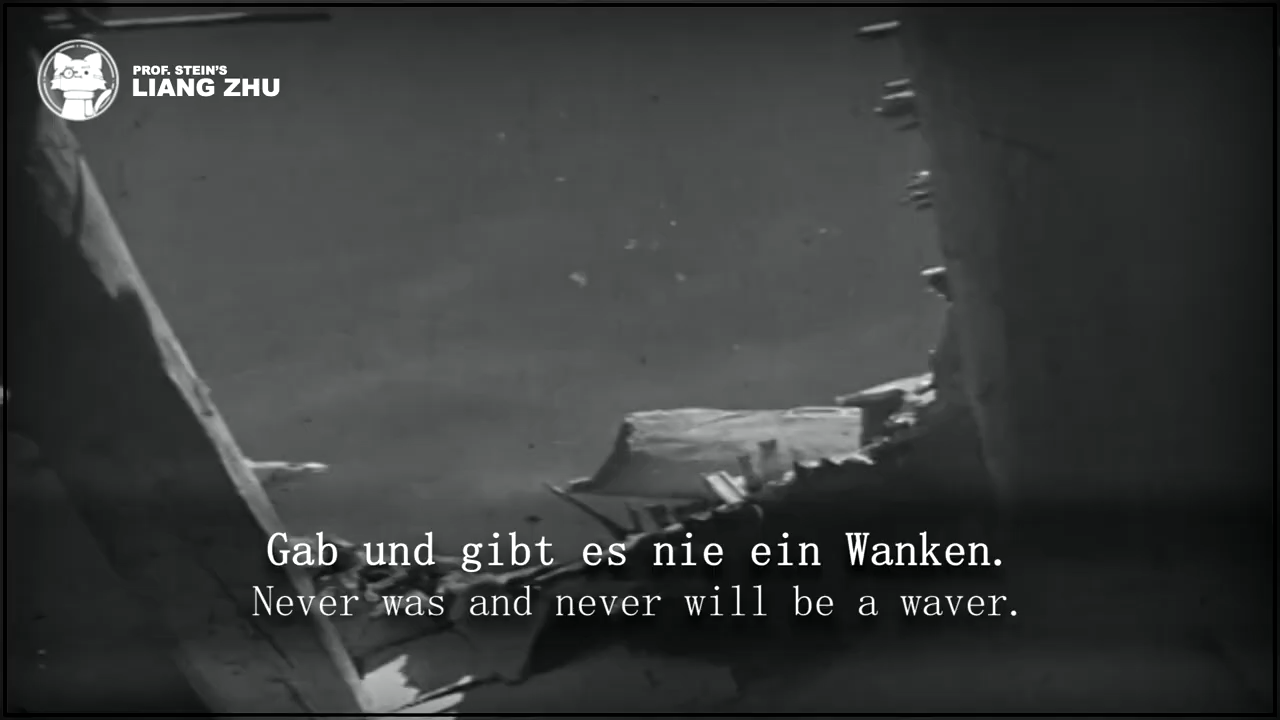 PROF. STEIN'S
LIANG ZHU
Gab und gibt es nie ein Wanken.
Never was and never will be a waver.